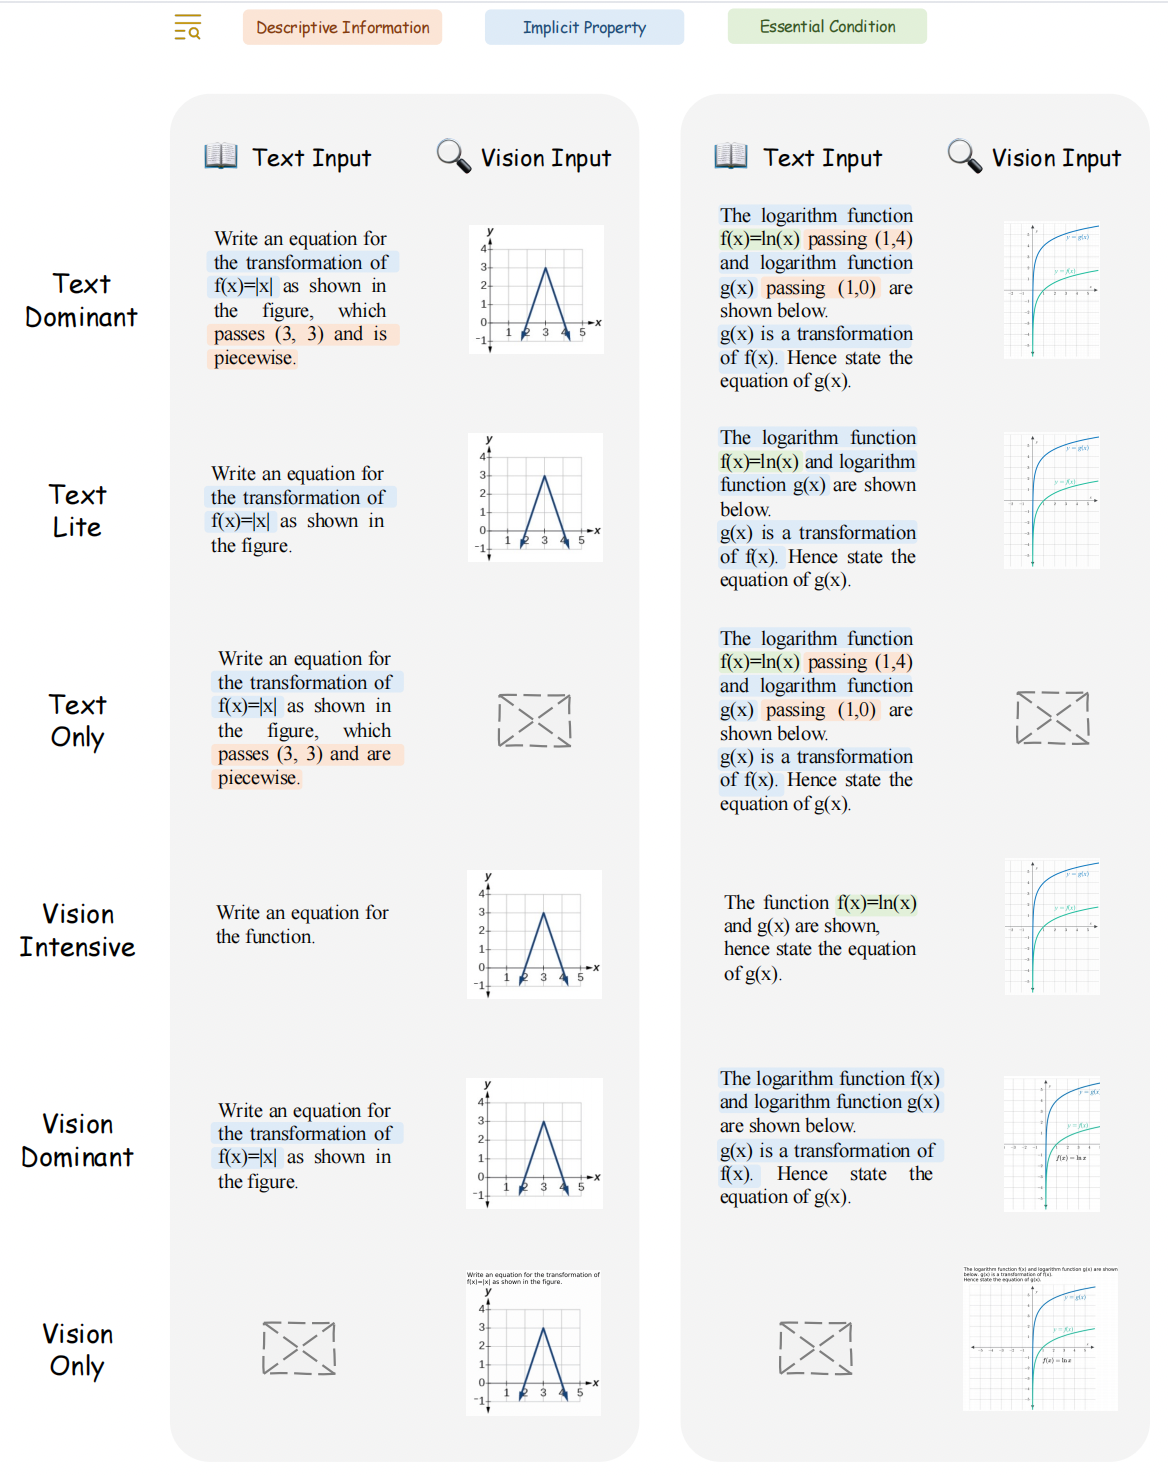 Descriptive Information
Implicit Property
Essential Condition
Text Input
Vision Input
Text Input
Vision Input
Text
Dominant
Write an equation for
the transformation of
f(x)=|x| as shown in
the figure, which
passes (3, 3) and is
piecewise.
y
4
3
2
1
0
-1
1 2 3 4 5
x
The logarithm function
f(x)=ln(x) passing (1,4)
and logarithm function
g(x) passing (1,0) are
shown below.
g(x) is a transformation
of f(x). Hence state the
equation of g(x).
y = g(x)
y = f(x)
Text
Lite
Write an equation for
the transformation of
f(x)=|x| as shown in
the figure.
y
4
3
2
1
0
-1
1 2 3 4 5
x
The logarithm function
f(x)=ln(x) and logarithm
function g(x) are shown
below.
g(x) is a transformation
of f(x). Hence state the
equation of g(x).
y = g(x)
y = f(x)
Text
Only
Write an equation for
the transformation of
f(x)=|x| as shown in
the figure, which
passes (3, 3) and are
piecewise.
The logarithm function
f(x)=ln(x) passing (1,4)
and logarithm function
g(x) passing (1,0) are
shown below.
g(x) is a transformation
of f(x). Hence state the
equation of g(x).
Vision
Intensive
Write an equation for
the function.
y
4
3
2
1
0
-1
1 2 3 4 5
x
The function f(x)=ln(x)
and g(x) are shown,
hence state the equation
of g(x).
y = g(x)
y = f(x)
Vision
Dominant
Write an equation for
the transformation of
f(x)=|x| as shown in
the figure.
y
4
3
2
1
0
-1
1 2 3 4 5
x
The logarithm function f(x)
and logarithm function g(x)
are shown below.
g(x) is a transformation of
f(x). Hence state the
equation of g(x).
y = g(x
y = f(x)
f(x) = ln x
Vision
Only
Write an equation for the transformation of
f(x)=|x| as shown in the figure.
y
4
3
2
1
0
-1
1 2 3 4 5
x
The logarithm function f(x) and logarithm function g(x) are shown
below. g(x) is a transformation of f(x).
Hence state the equation of g(x).
y = g(x)
y = f(x)
f(x) = ln x